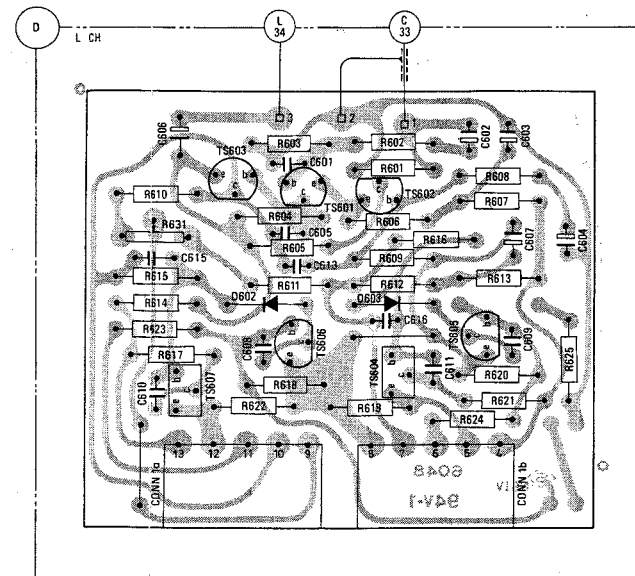 D
L CH
L
34
C
33
3
2
1
C606
R603
R602
C602
C603
TS603
C601
R601
b
e
c
b
e
c
b
e
c
R608
R610
TS601
TS602
R607
R604
R606
R631
C605
R616
C607
C604
R605
C615
C613
R609
R615
R611
R612
R613
D602
D603
R614
C616
TS605
R623
C608
b
c
e
TS606
b
c
e
C609
R625
R617
b
c
e
TS604
C611
R620
C610
b
c
e
TS607
R618
R621
R622
R619
R624
13
12
11
10
9
8
7
6
5
4
CONN 1a
CONN 1b
6048
94V-1